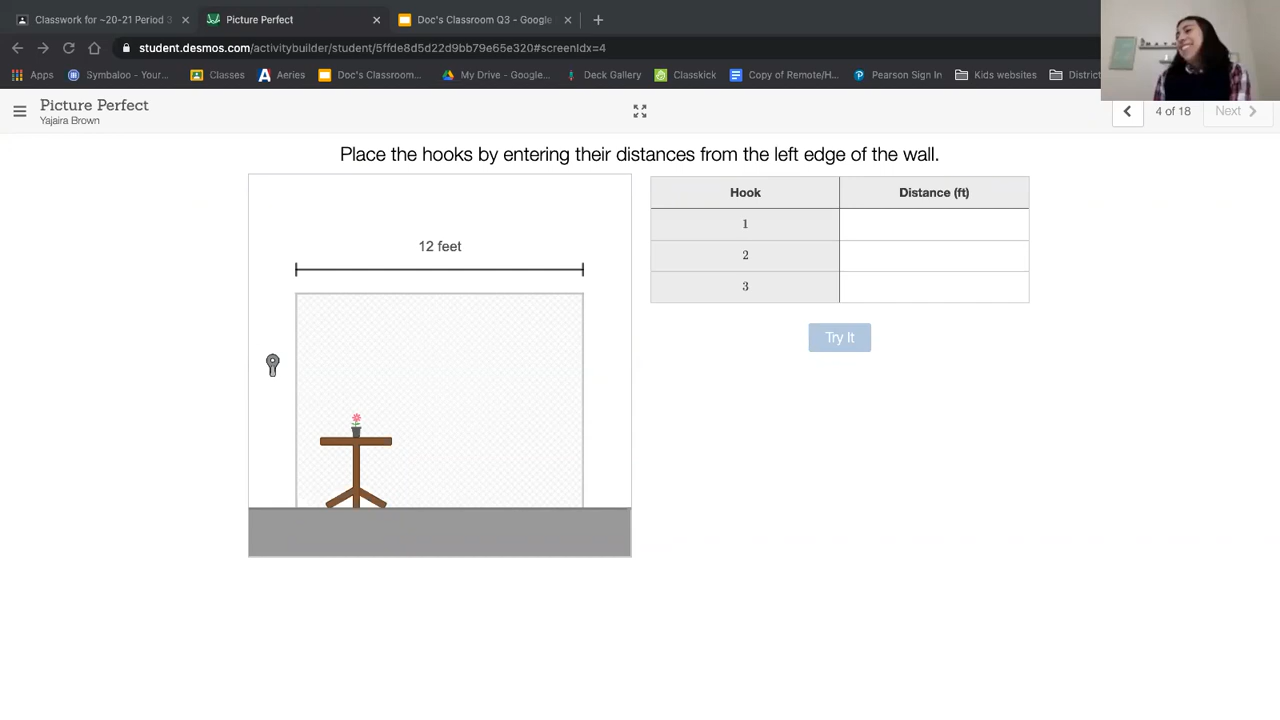 Classwork for ~20-21 Period 3
Picture Perfect
Doc's Classroom Q3 - Google
student.desmos.com/activitybuilder/student/5ffde8d5d22d9bb79e65e320#screenIdx=4
Apps
Symbaloo - Your...
Classes
Aeries
Doc's Classroom...
My Drive - Google...
Deck Gallery
Classkick
Copy of Remote/H...
Pearson Sign In
Kids websites
District
Picture Perfect
Yajaira Brown
4 of 18
Next
Place the hooks by entering their distances from the left edge of the wall.
12 feet
Hook
Distance (ft)
1
2
3
Try It